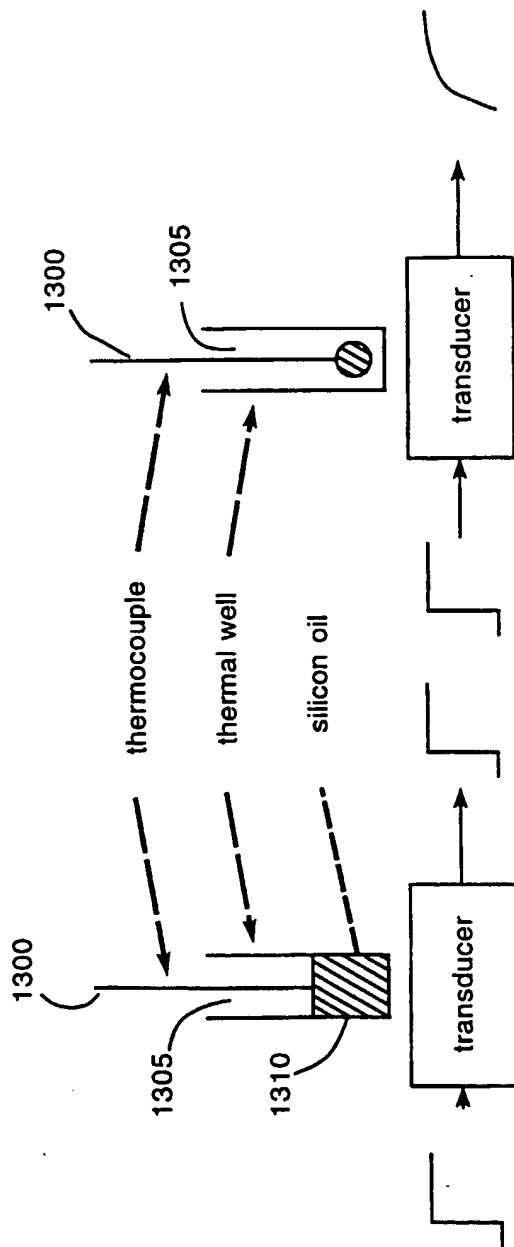 1300
1305
1310
thermocouple
thermal well
silicon oil
1300
1305
transducer
transducer